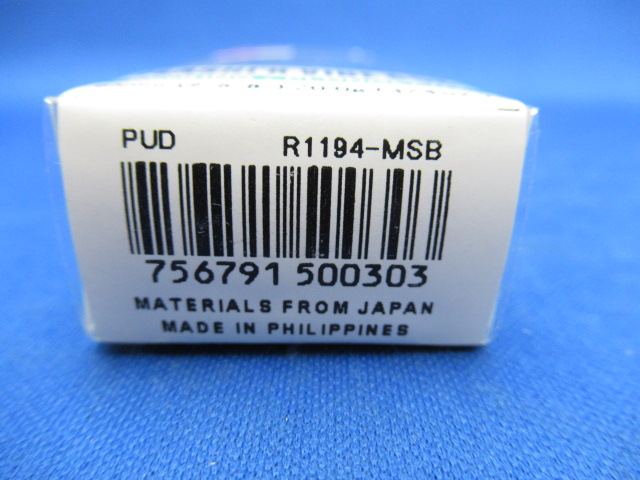 PUD R1194-MSB
756791 500303
MATERIALS FROM JAPAN
MADE IN PHILIPPINES